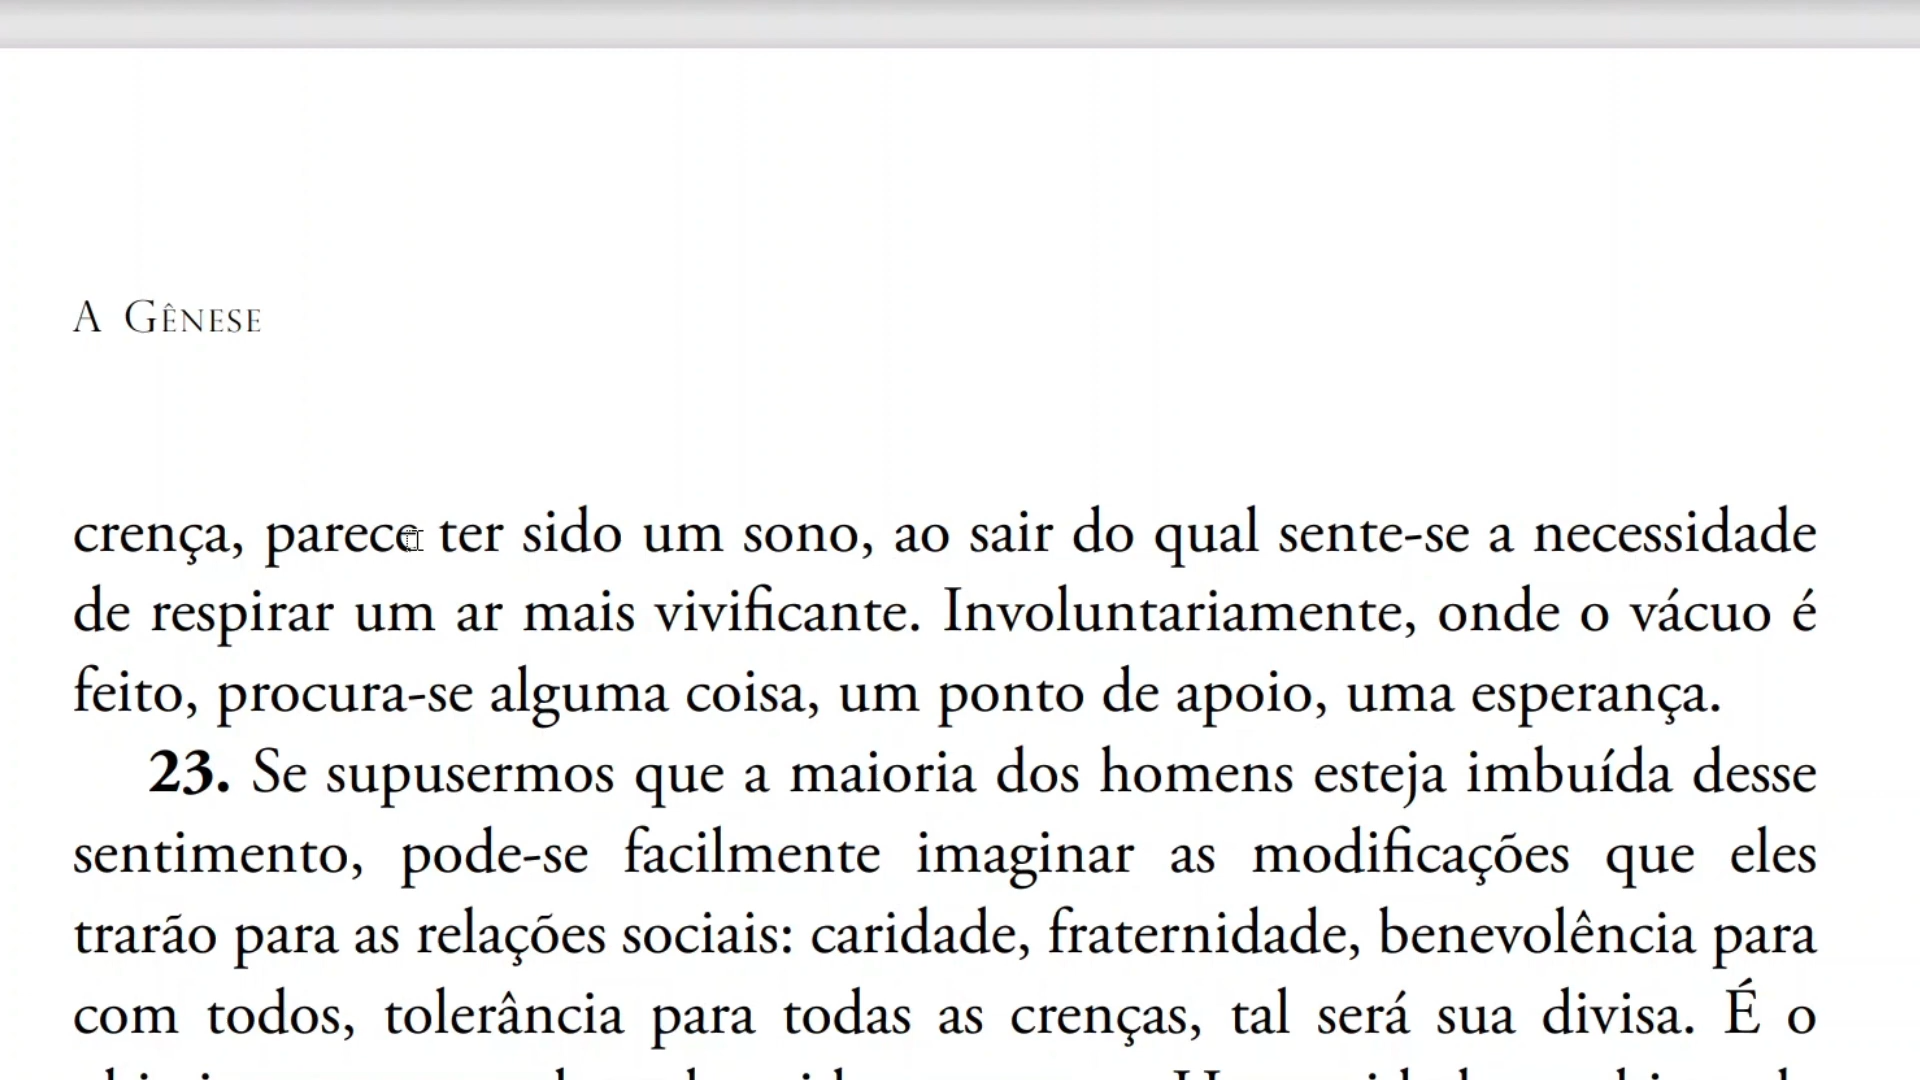 A Gênese
crença, parece ter sido um sono, ao sair do qual sente-se a necessidade
de respirar um ar mais vivificante. Involuntariamente, onde o vácuo é
feito, procura-se alguma coisa, um ponto de apoio, uma esperança.
23. Se supusermos que a maioria dos homens esteja imbuída desse
sentimento, pode-se facilmente imaginar as modificações que eles
trarão para as relações sociais: caridade, fraternidade, benevolência para
com todos, tolerância para todas as crenças, tal será sua divisa. É o